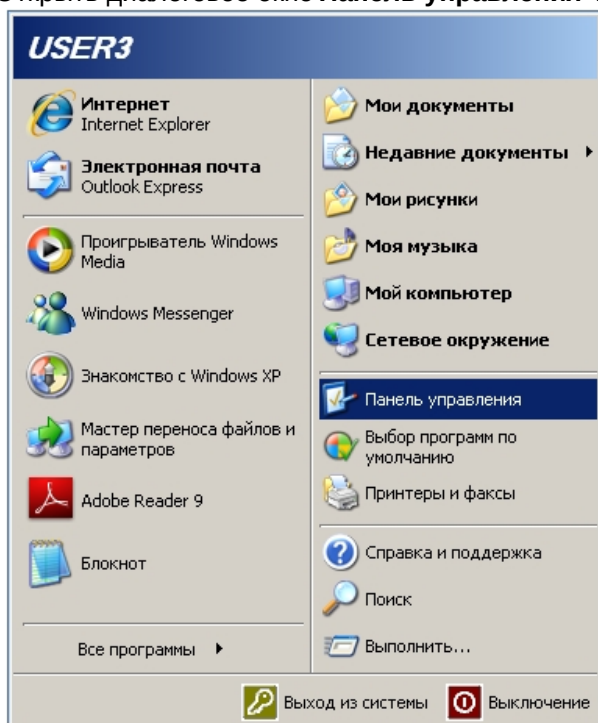 Открыть диалоговое окно Панель управления
USER3
Интернет
Internet Explorer
Электронная почта
Outlook Express
Проигрыватель Windows
Media
Windows Messenger
Знакомство с Windows XP
Мастер переноса файлов и
параметров
Adobe Reader 9
Блокнот
Все программы
Мои документы
Недавние документы
Мои рисунки
Моя музыка
Мой компьютер
Сетевое окружение
Панель управления
Выбор программ по
умолчанию
Принтеры и факсы
Справка и поддержка
Поиск
Выполнить...
Выход из системы
Выключение